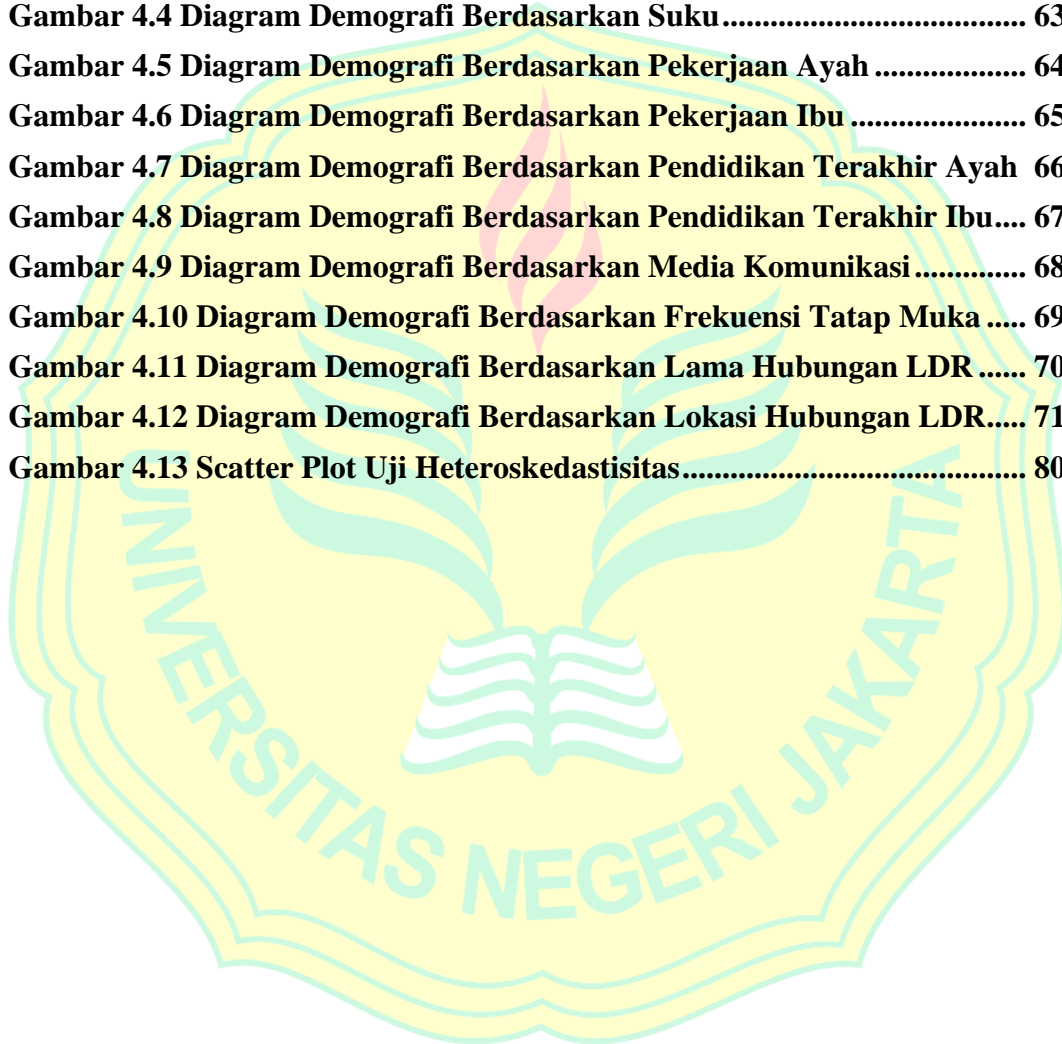 Gambar 4.4 Diagram Demografi Berdasarkan Suku.................................... 63
Gambar 4.5 Diagram Demografi Berdasarkan Pekerjaan Ayah .................. 64
Gambar 4.6 Diagram Demografi Berdasarkan Pekerjaan Ibu ..................... 65
Gambar 4.7 Diagram Demografi Berdasarkan Pendidikan Terakhir Ayah 66
Gambar 4.8 Diagram Demografi Berdasarkan Pendidikan Terakhir Ibu.... 67
Gambar 4.9 Diagram Demografi Berdasarkan Media Komunikasi.............. 68
Gambar 4.10 Diagram Demografi Berdasarkan Frekuensi Tatap Muka ..... 69
Gambar 4.11 Diagram Demografi Berdasarkan Lama Hubungan LDR...... 70
Gambar 4.12 Diagram Demografi Berdasarkan Lokasi Hubungan LDR..... 71
Gambar 4.13 Scatter Plot Uji Heteroskedastisitas......................................... 80
UNIVERSITAS NEGERI JAKARTA